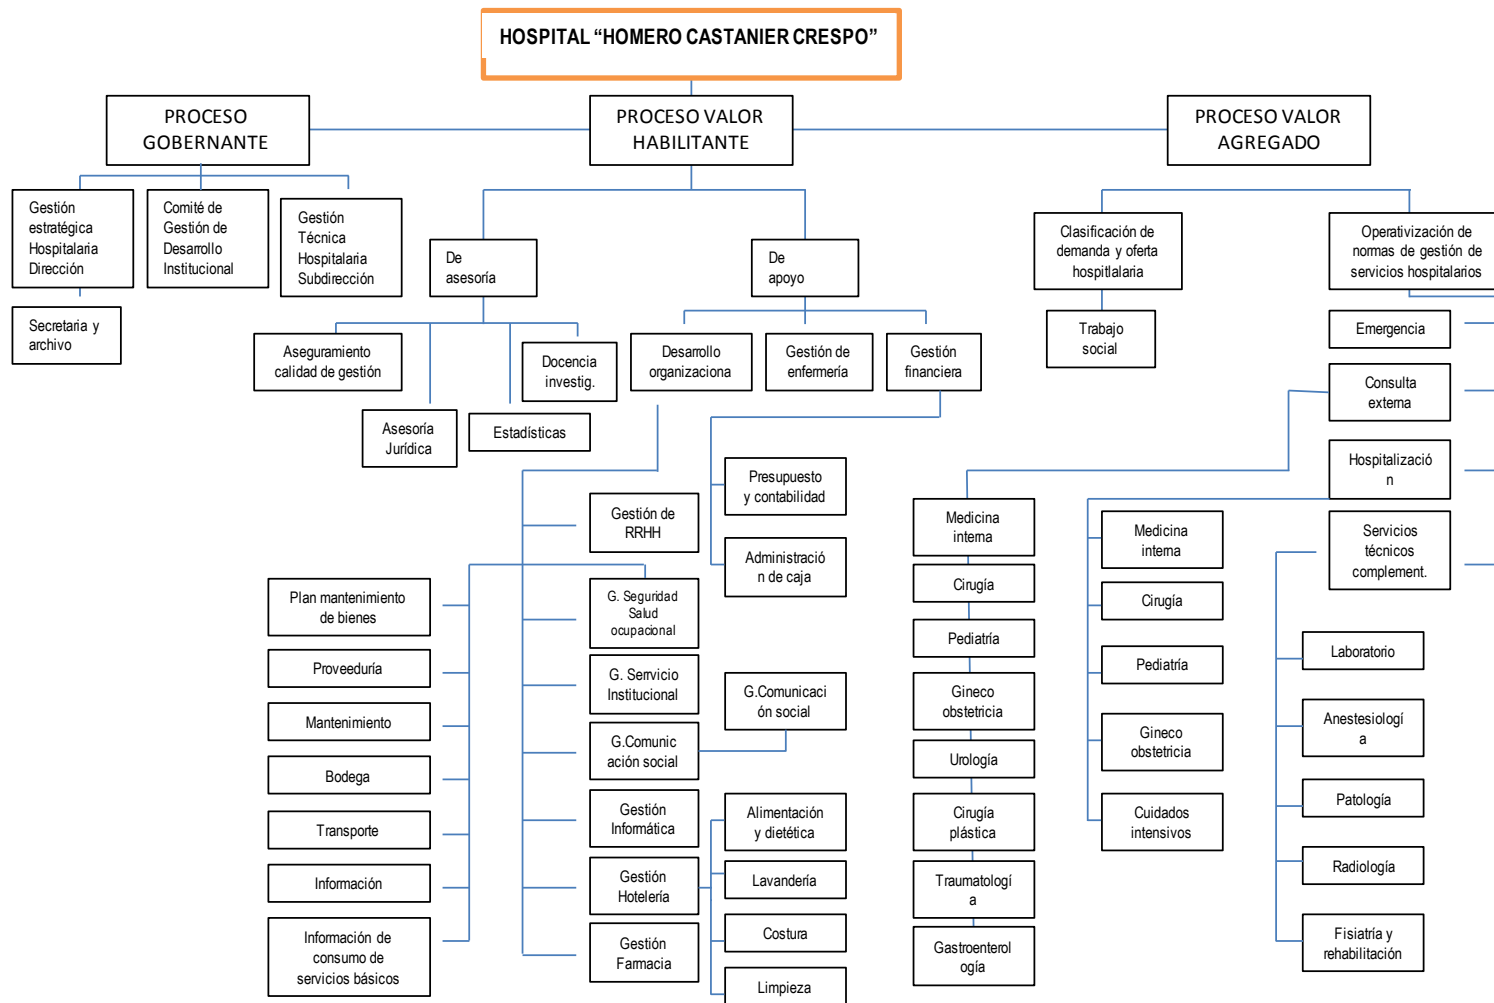 HOSPITAL “HOMERO CASTANIER CRESPO”
PROCESO
GOBERNANTE
PROCESO VALOR
HABILITANTE
PROCESO VALOR
AGREGADO
Gestión
estratégica
Hospitalaria
Dirección
Comité de
Gestión de
Desarrollo
Institucional
Gestión
Técnica
Hospitalaria
Subdirección
Secretaria y
archivo
De
asesoría
De
apoyo
Clasificación de
demanda y oferta
hospitlalaria
Operativización de
normas de gestión de
servicios hospitalarios
Trabajo
social
Aseguramiento
calidad de gestión
Asesoría
Jurídica
Estadísticas
Docencia
investig.
Desarrollo
organizaciona
Gestión de
enfermería
Gestión
financiera
Presupuesto
y contabilidad
Administració
n de caja
Gestión de
RRHH
G. Seguridad
Salud
ocupacional
G. Serrvicio
Institucional
G.Comunic
ación social
G.Comunicaci
ón social
Gestión
Informática
Gestión
Hotelería
Gestión
Farmacia
Alimentación
y dietética
Lavandería
Costura
Limpieza
Plan mantenimiento
de bienes
Proveeduría
Mantenimiento
Bodega
Transporte
Información
Información de
consumo de
servicios básicos
Emergencia
Consulta
externa
Hospitalizació
n
Servicios
técnicos
complement.
Medicina
interna
Cirugía
Pediatría
Gineco
obstetricia
Urología
Cirugía
plástica
Traumatologí
a
Gastroenterol
ogía
Medicina
interna
Cirugía
Pediatría
Gineco
obstetricia
Cuidados
intensivos
Laboratorio
Anestesiologí
a
Patología
Radiología
Fisiatría y
rehabilitación